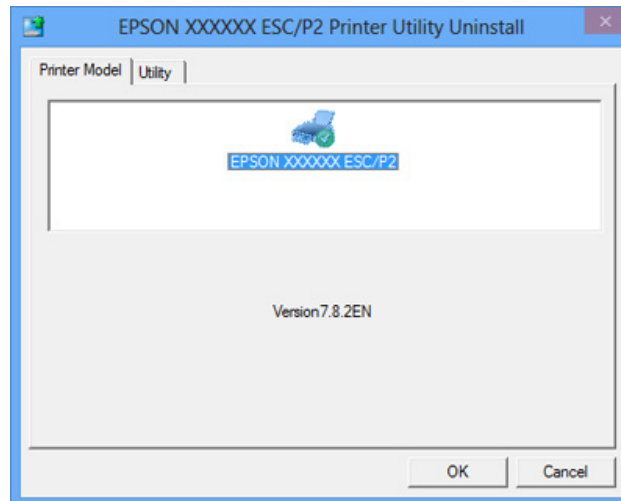 EPSON XXXXXX ESC/P2 Printer Utility Uninstall
Printer Model Utility
EPSON XXXXXX ESC/P2
Version7.8.2EN
OK Cancel